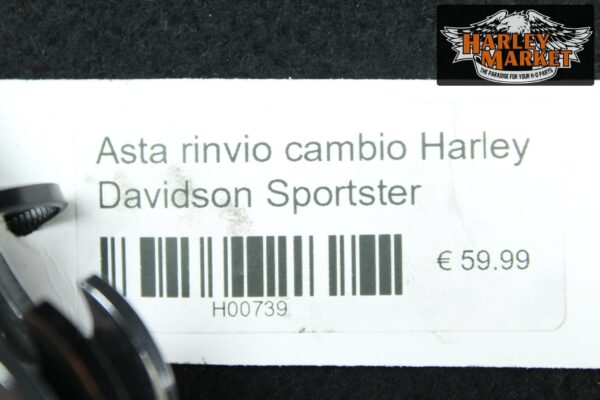 HARLEY
MARKET
THE PARADISE FOR YOUR H-D PARTS
Asta rinvio cambio Harley
Davidson Sportster
€ 59.99
H00739